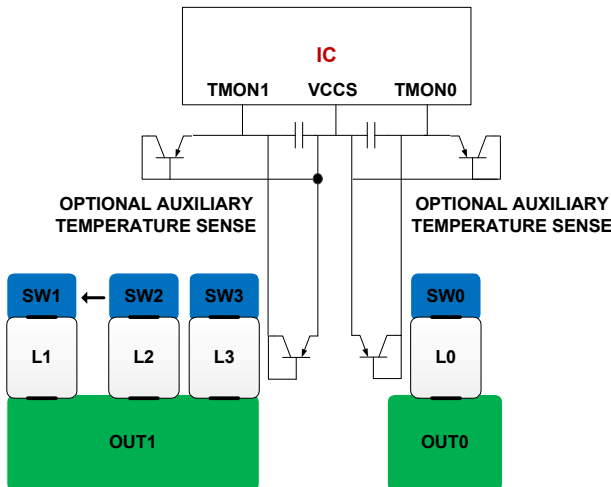 IC
TMON1 VCCS TMON0
OPTIONAL AUXILIARY
TEMPERATURE SENSE
OPTIONAL AUXILIARY
TEMPERATURE SENSE
SW1 SW2 SW3 SW0
L1 L2 L3 L0
OUT1 OUT0